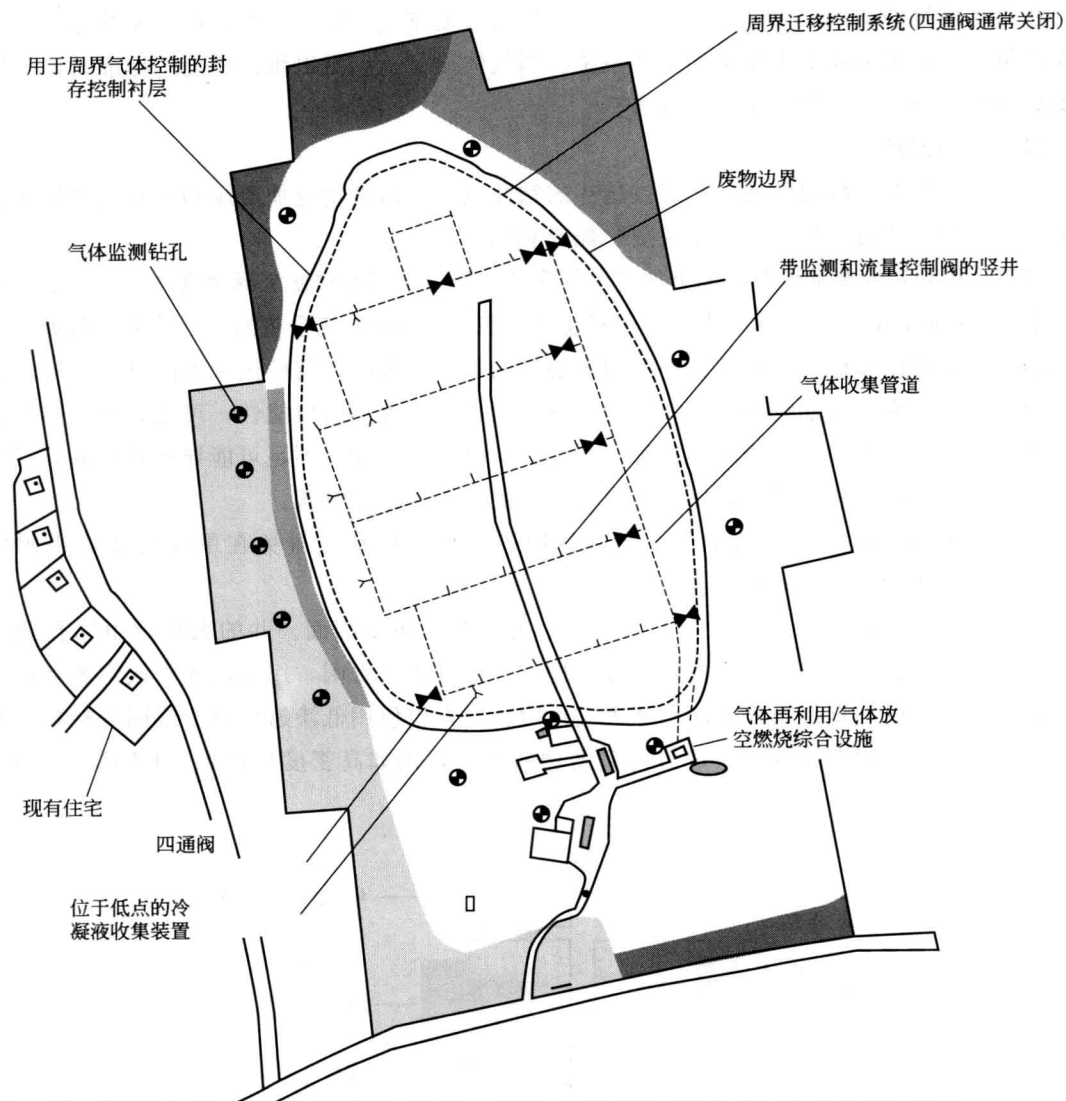 周界迁移控制系统(四通阀通常关闭)
用于周界气体控制的封
存控制衬层
废物边界
气体监测钻孔
带监测和流量控制阀的竖井
气体收集管道
气体再利用/气体放
空燃烧综合设施
现有住宅
四通阀
位于低点的冷
凝液收集装置